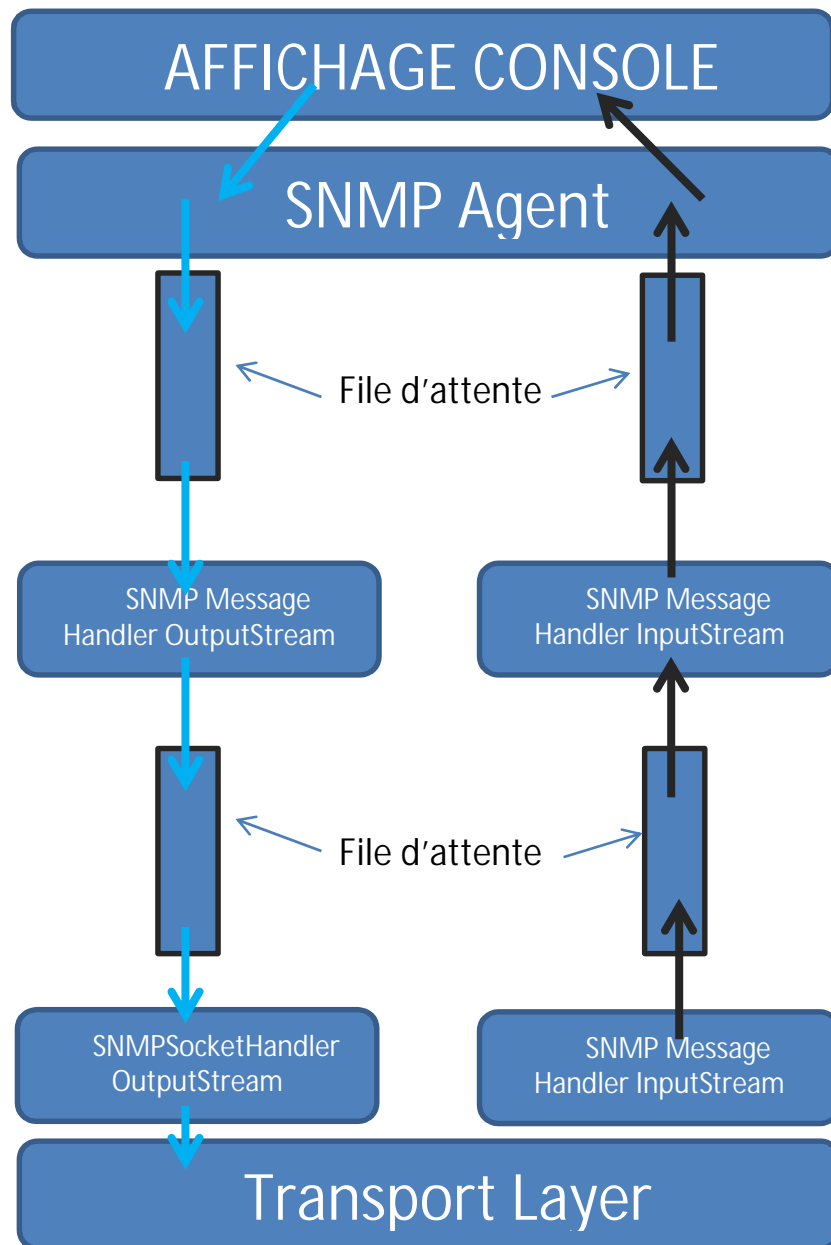 AFFICHAGE CONSOLE
SNMP Agent
File d'attente
SNMP Message
Handler OutputStream
SNMP Message
Handler InputStream
File d'attente
SNMPSocketHandler
OutputStream
SNMP Message
Handler InputStream
Transport Layer